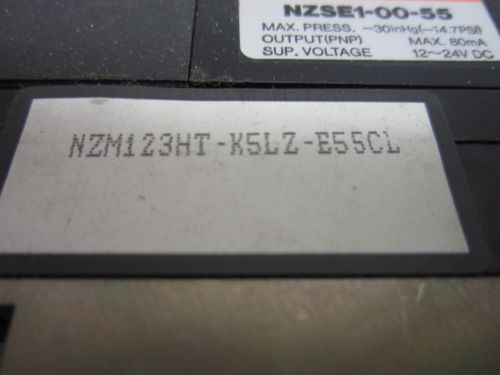 NZSE1-00-55
MAX. PRESS. -30inHg(-14.7PSI)
OUTPUT(PNP) MAX. 80mA
SUP. VOLTAGE 12~24V DC
NZM123HT-K5LZ-E55CL